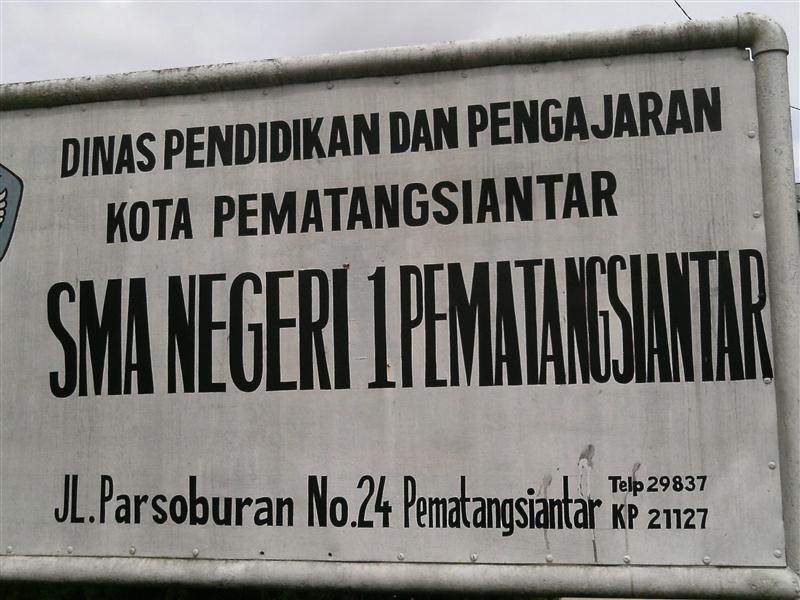 DINAS PENDIDIKAN DAN PENGAJARAN
KOTA PEMATANGSIANTAR
SMA NEGERI 1 PEMATANGSIANTAR
JL. Parsoburan No.24 Pematangsiantar Telp 29837
KP 21127